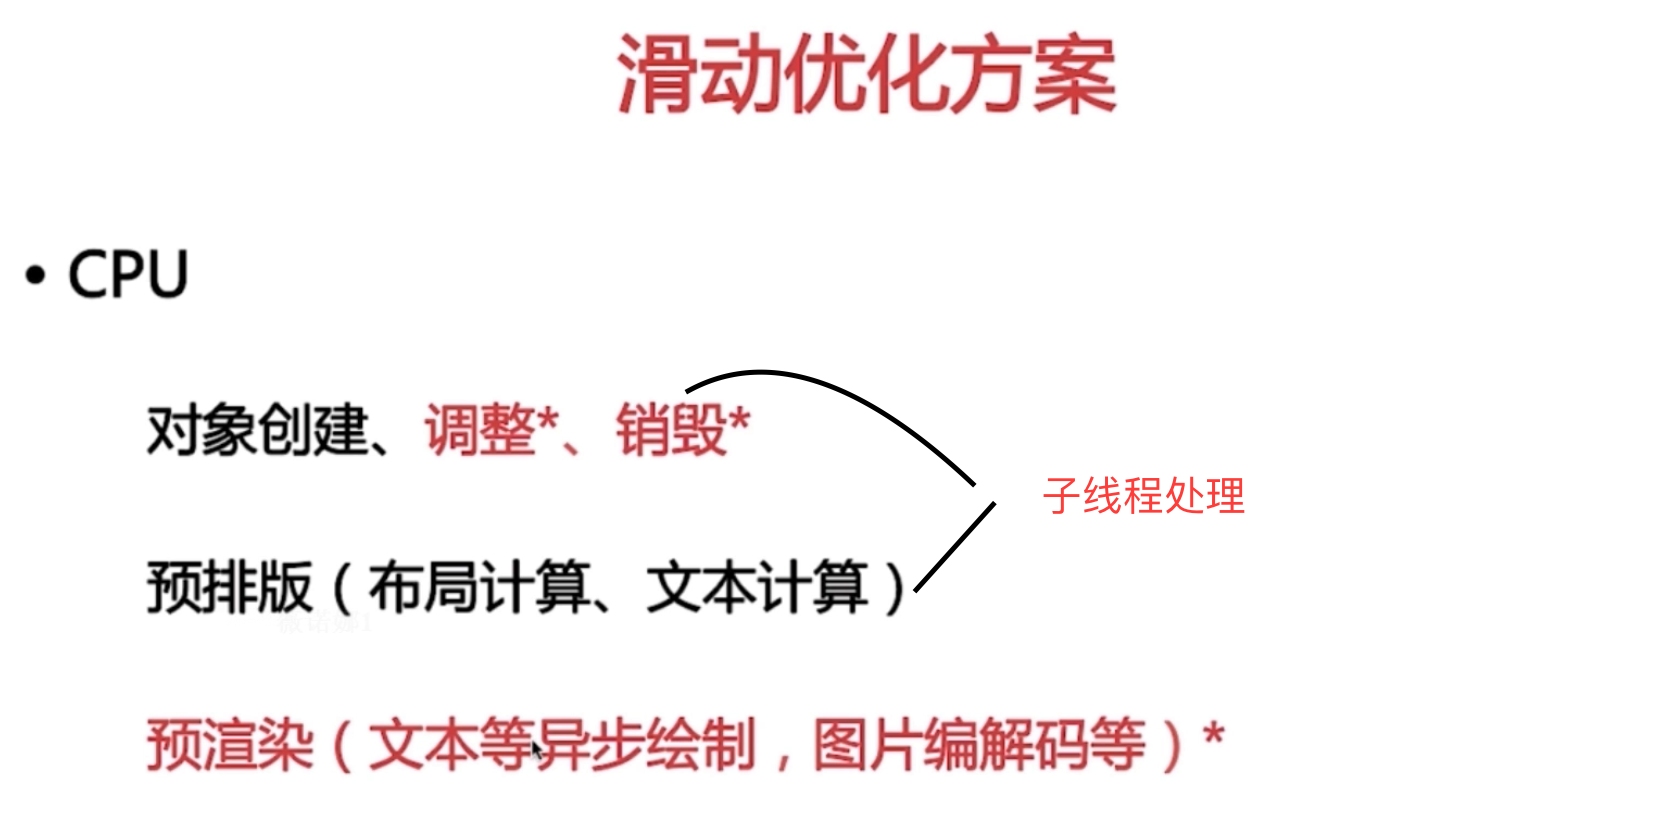 滑动优化方案
• CPU
对象创建、调整*、销毁*
子线程处理
预排版（布局计算、文本计算）
预渲染（文本等异步绘制，图片编解码等）*